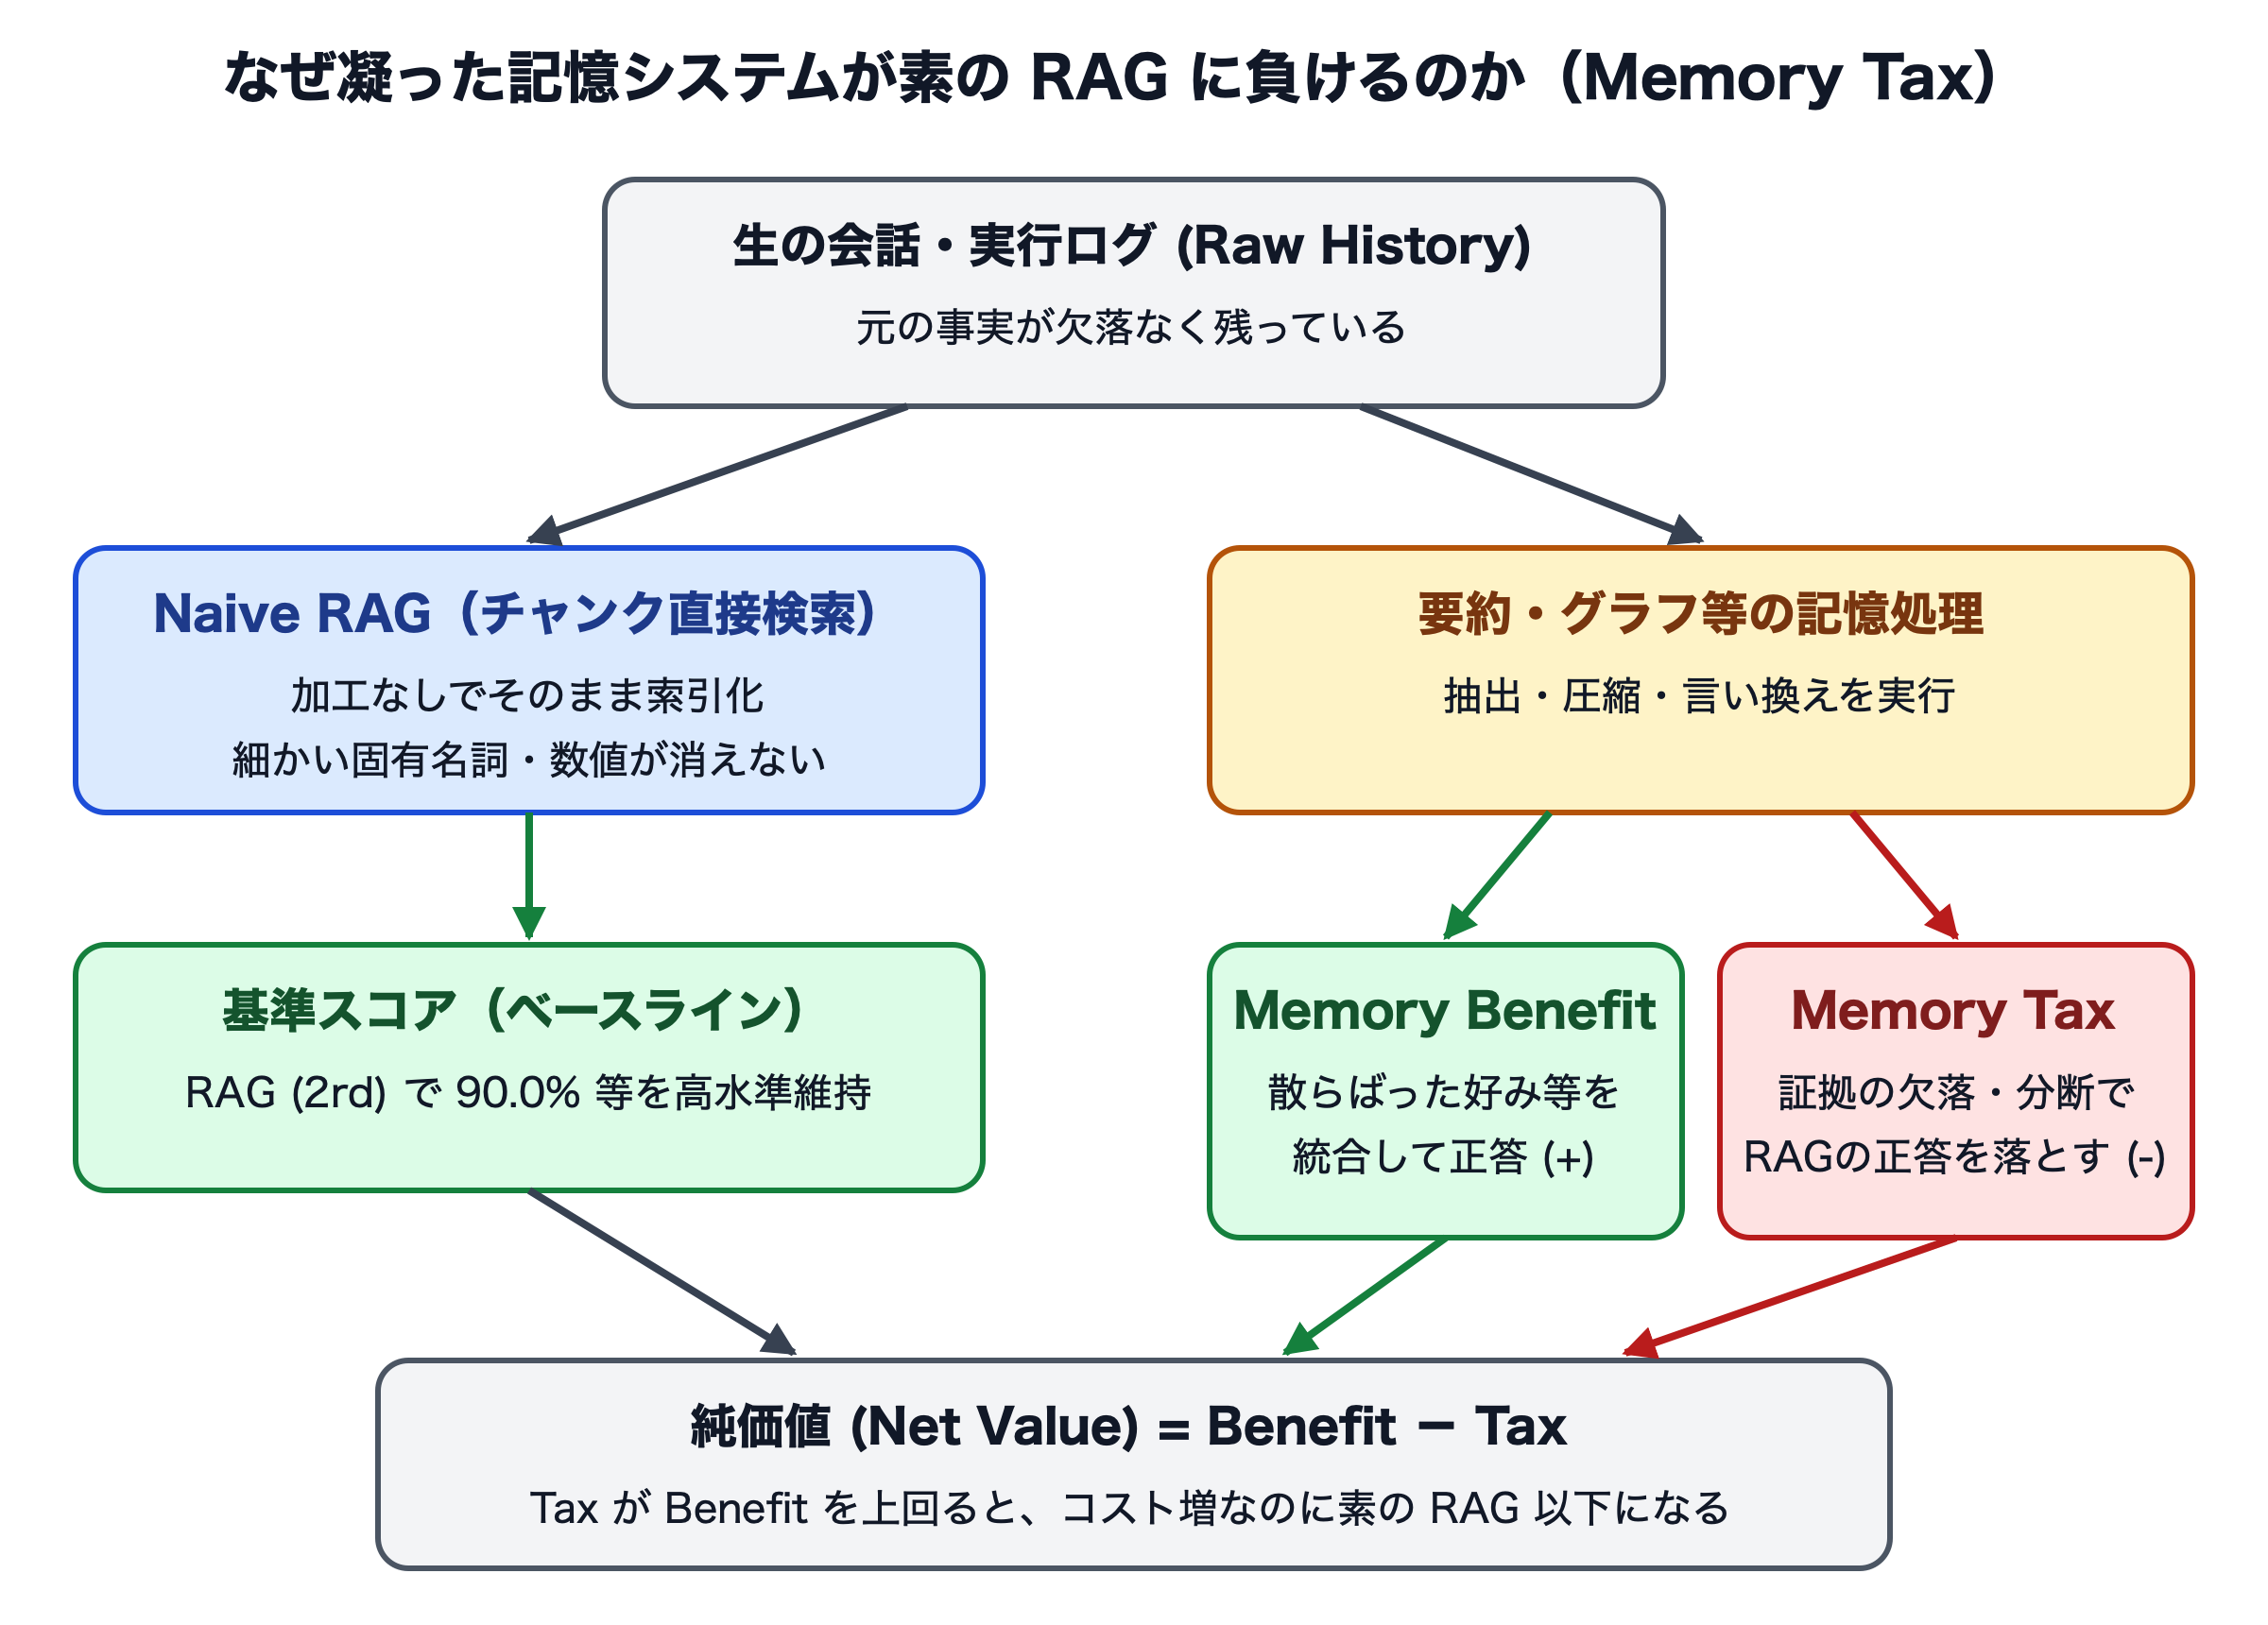 なぜ凝った記憶システムが素の RAG に負けるのか（Memory Tax）
生の会話・実行ログ (Raw History)
元の事実が欠落なく残っている
Naive RAG（チャンク直接検索）
加工なしでそのまま索引化
細かい固有名詞・数値が消えない
要約・グラフ等の記憶処理
抽出・圧縮・言い換えを実行
基準スコア（ベースライン）
RAG (2rd) で 90.0% 等を高水準維持
Memory Benefit
散らばった好み等を
統合して正答 (+)
Memory Tax
証拠の欠落・分断で
RAGの正答を落とす (-)
純価値 (Net Value) = Benefit − Tax
Tax が Benefit を上回ると、コスト増なのに素の RAG 以下になる